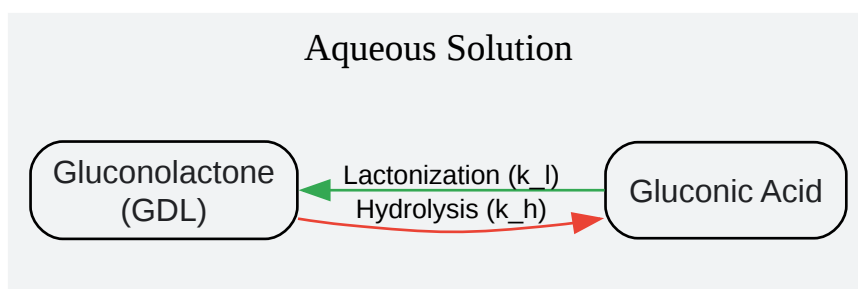 Aqueous Solution
Gluconolactone
(GDL)
Lactonization (k_l)
Hydrolysis (k_h)
Gluconic Acid